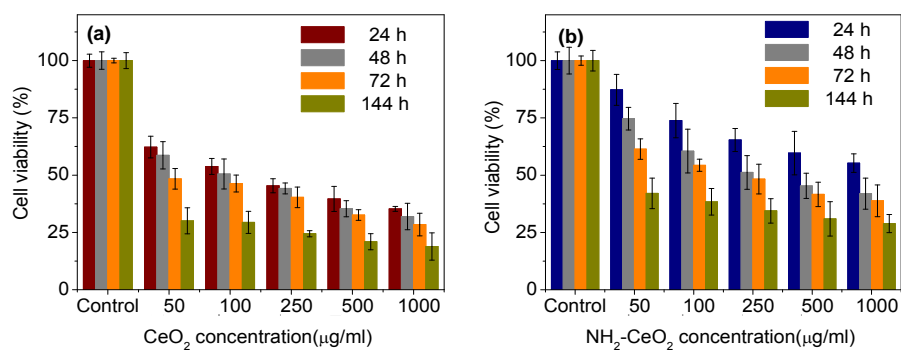 (a)
24 h
48 h
72 h
144 h
Cell viability (%)
100
75
50
25
0
Control 50 100 250 500 1000
CeO₂ concentration(μg/ml)
(b)
24 h
48 h
72 h
144 h
Cell viability (%)
100
75
50
25
0
Control 50 100 250 500 1000
NH₂-CeO₂ concentration(μg/ml)